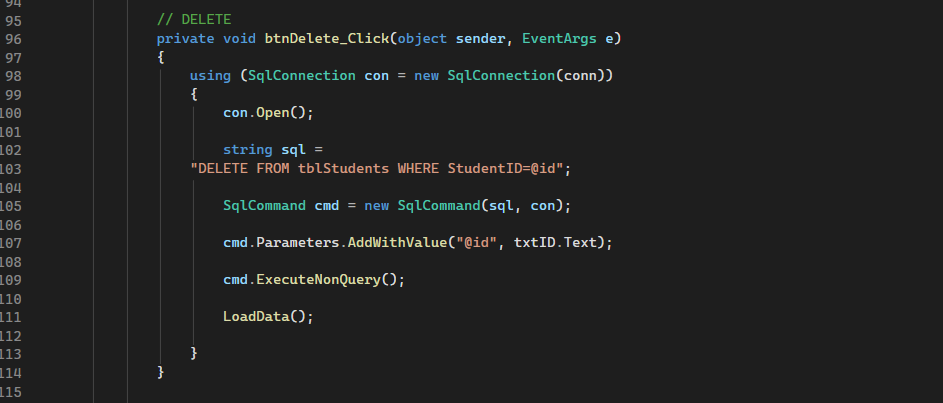 94
95 // DELETE
96 private void btnDelete_Click(object sender, EventArgs e)
97 {
98 using (SqlConnection con = new SqlConnection(conn))
99 {
100 con.Open();
101
102 string sql =
103 "DELETE FROM tblStudents WHERE StudentID=@id";
104
105 SqlCommand cmd = new SqlCommand(sql, con);
106
107 cmd.Parameters.AddWithValue("@id", txtID.Text);
108
109 cmd.ExecuteNonQuery();
110
111 LoadData();
112
113 }
114 }
115